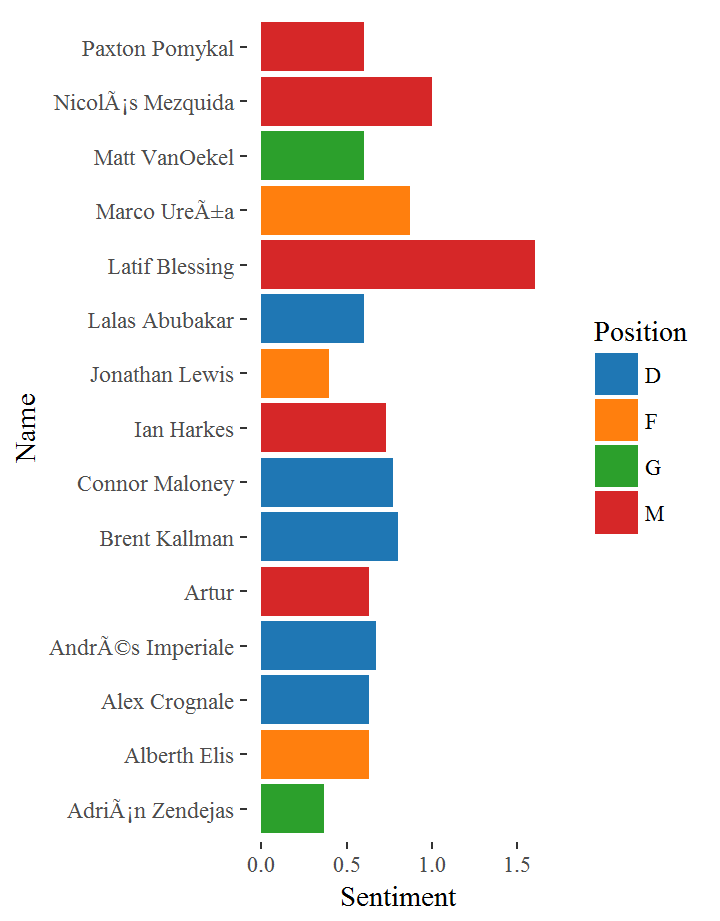 Paxton Pomykal
NicolÃ¡s Mezquida
Matt VanOekel
Marco UreÃ±a
Latif Blessing
Lalas Abubakar
Jonathan Lewis
Ian Harkes
Connor Maloney
Brent Kallman
Artur
AndrÃ©s Imperiale
Alex Crognale
Alberth Elis
AdriÃ¡n Zendejas
Name
0.0 0.5 1.0 1.5
Sentiment
Position
D
F
G
M